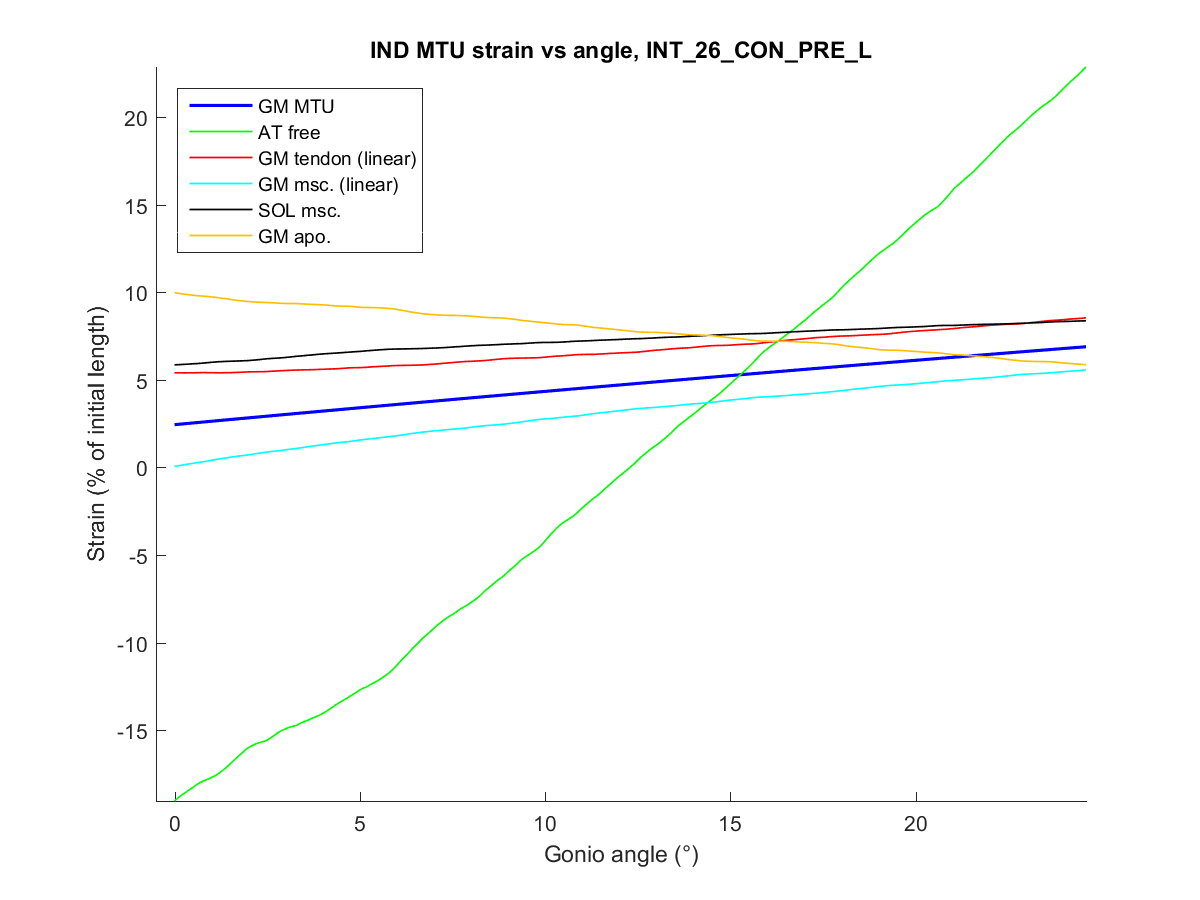 IND MTU strain vs angle, INT_26_CON_PRE_L
GM MTU
AT free
GM tendon (linear)
GM msc. (linear)
SOL msc.
GM apo.
Strain (% of initial length)
20
15
10
5
0
-5
-10
-15
0 5 10 15 20
Gonio angle (°)